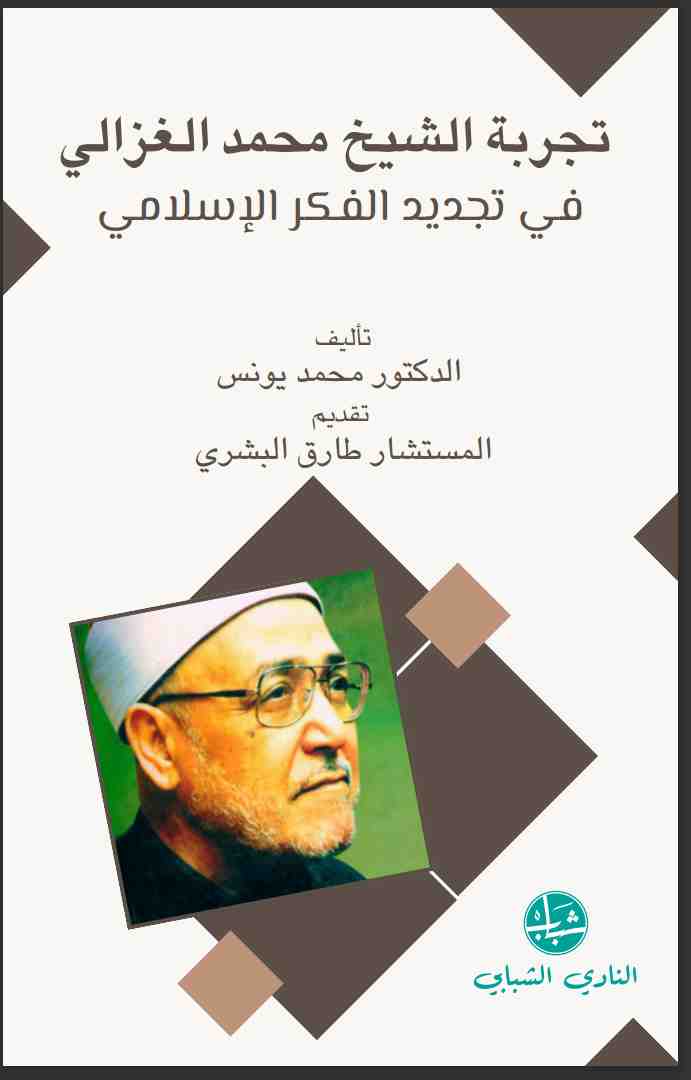 تجربة الشيخ محمد الغزالي
في تجديد الفكر الإسلامي
تأليف
الدكتور محمد يونس
تقديم
المستشار طارق البشري
شباب
النادي الشبابي